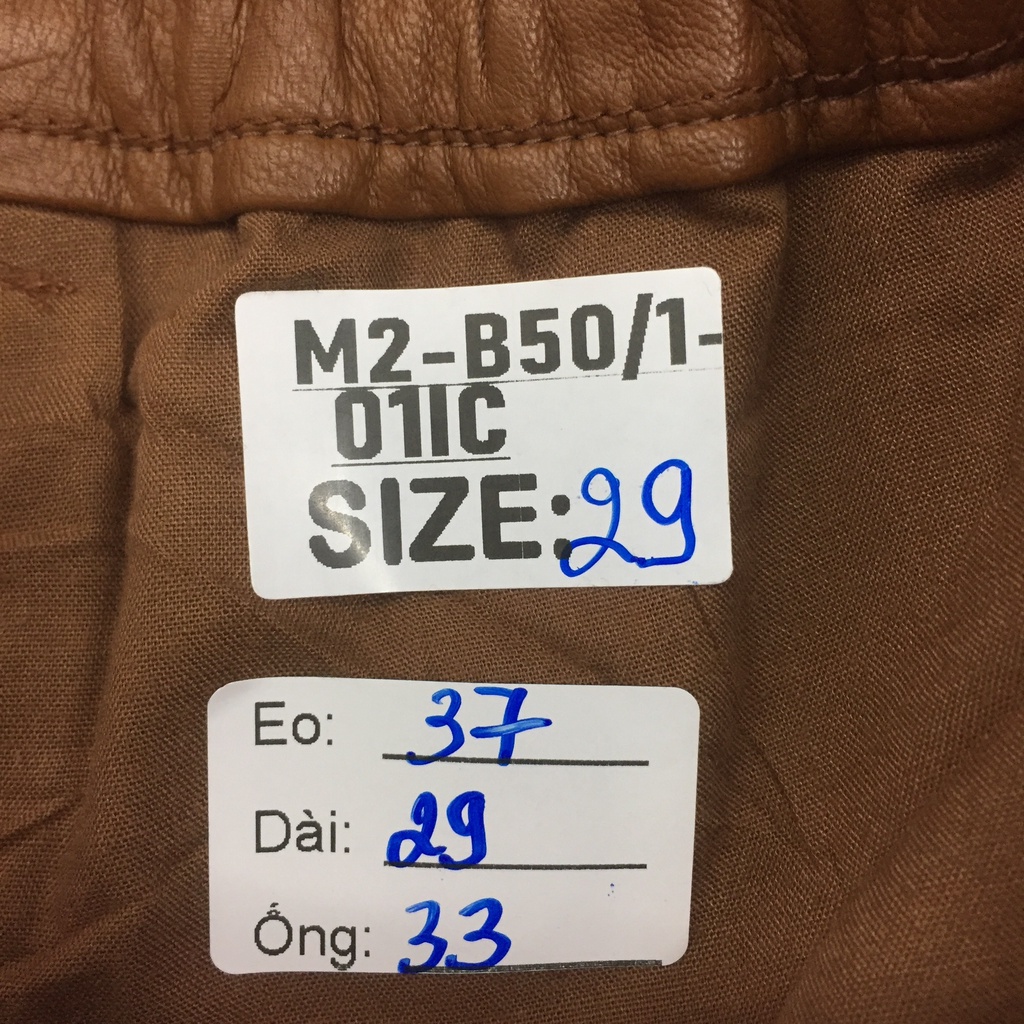 M2-B50/1-
01IC
SIZE: 29
Eo: 37
Dài: 29
Ống: 33